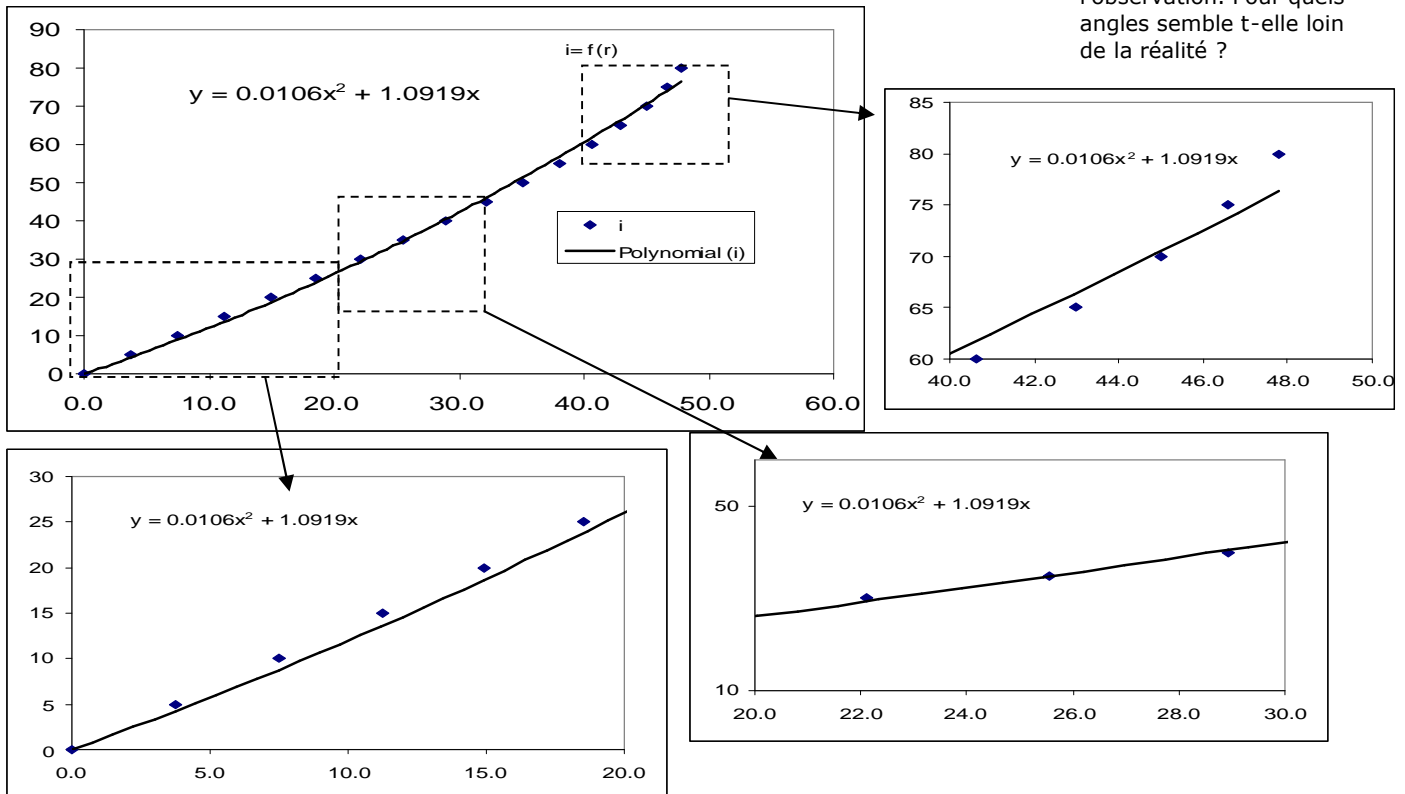 l'observation. Pour quels
angles semble t-elle loin
de la réalité ?
90
80
70
60
50
40
30
20
10
0
i= f (r)
y = 0.0106x² + 1.0919x
i
Polynomial (i)
0.0 10.0 20.0 30.0 40.0 50.0 60.0
85
80
75
70
65
60
y = 0.0106x² + 1.0919x
40.0 42.0 44.0 46.0 48.0 50.0
30
25
20
15
10
5
0
y = 0.0106x² + 1.0919x
0.0 5.0 10.0 15.0 20.0
50
10
y = 0.0106x² + 1.0919x
20.0 22.0 24.0 26.0 28.0 30.0